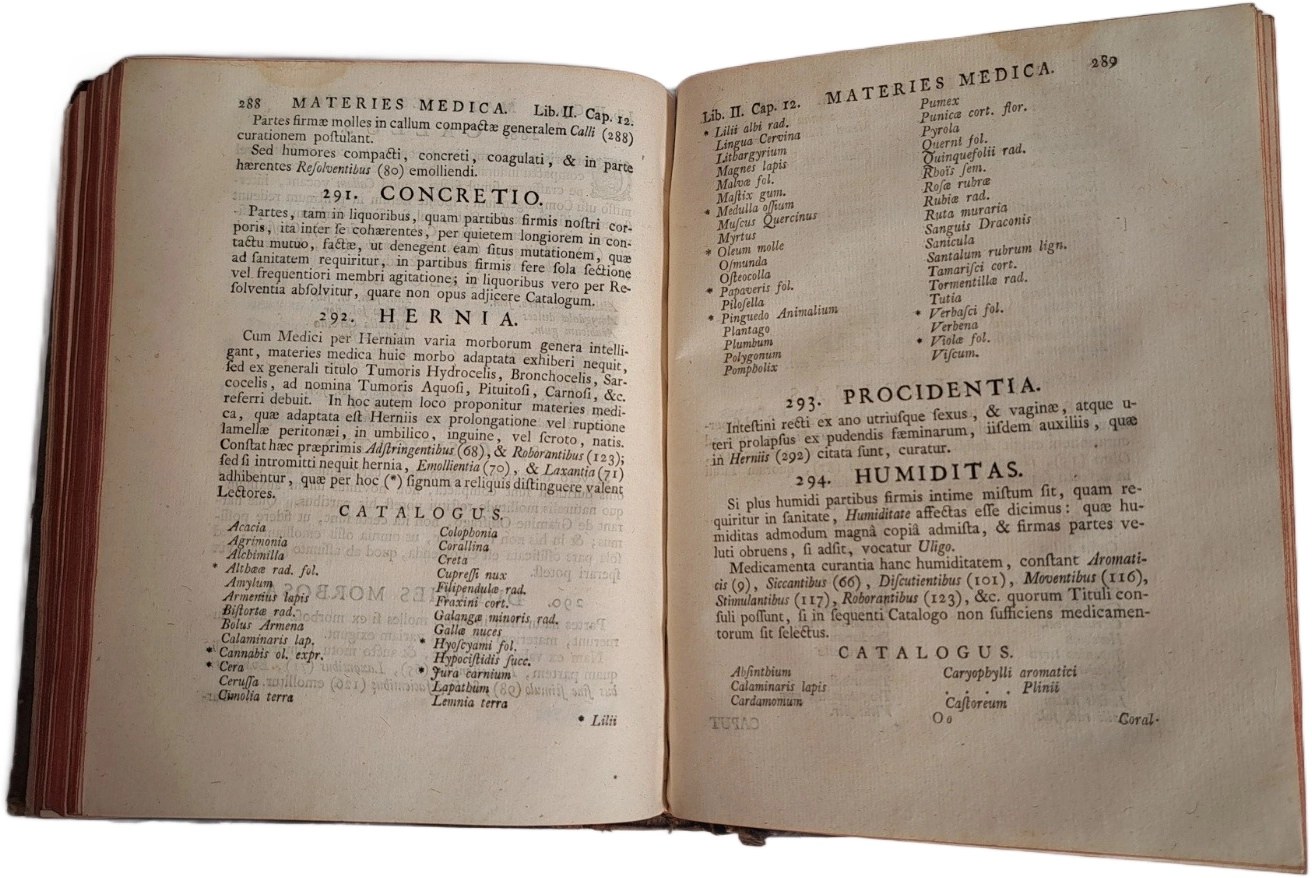 288 MATERIES MEDICA. Lib. II. Cap. 12.
Partes firmæ molles in callum compactæ generalem Calli (288)
curationem poſtulant.
Sed humores compacti, concreti, coagulati, & in parte
hærentes Reſolventibus (80) emolliendi.
291. CONCRETIO.
Partes, tam in liquoribus, quam partibus firmis noſtri cor-
poris, ita inter ſe cohærentes, per quietem longiorem in con-
tactu mutuo, factæ, ut denegent eam ſitus mutationem, quæ
ad ſanitatem requiritur, in partibus firmis fere ſola ſectione
vel frequentiori membri agitatione; in liquoribus vero per Re-
ſolventia abſolvitur, quare non opus adjicere Catalogum.
292. HERNIA.
Cum Medici per Herniam varia morborum genera intelli-
gant, materies medica huic morbo adaptata exhiberi nequit,
ſed ex generali titulo Tumoris Hydrocelis, Bronchocelis, Sar-
cocelis, ad nomina Tumoris Aquoſi, Pituitoſi, Carnoſi, &c.
referri debuit. In hoc autem loco proponitur materies medi-
ca, quæ adaptata eſt Herniis ex prolongatione vel ruptione
lamellæ peritonæi, in umbilico, inguine, vel ſcroto, natis.
Conſtat hæc præprimis Adſtringentibus (68), & Roborantibus (123);
ſed ſi intromitti nequit hernia, Emollientia (70), & Laxantia (71)
adhibentur, quæ per hoc (*) ſignum a reliquis diſtinguere valent
Lectores.
CATALOGUS.
Acacia
Agrimonia
Alchimilla
* Althææ rad. fol.
Amylum
Armenius lapis
Biſtortæ rad.
Bolus Armena
Calaminaris lap.
* Cannabis ol. expr.
* Cera
Ceruſſa
Cimolia terra
Colophonia
Corallina
Creta
Cupreſſi nux
Filipendulæ rad.
Fraxini cort.
Galangæ minoris rad.
Gallæ nuces
* Hyoſcyami fol.
Hypociſtidis ſucc.
* Jura carnium
Lapathum
Lemnia terra
* Lilii
Lib. II. Cap. 12. MATERIES MEDICA. 289
* Lilii albi rad.
Lingua Cervina
Lithargyrium
Magnes lapis
Malvæ fol.
Maſtix gum.
* Medulla oſſium
Muſcus Quercinus
Myrtus
* Oleum molle
Oſmunda
Oſteocolla
* Papaveris fol.
Piloſella
* Pinguedo Animalium
Plantago
Plumbum
Polygonum
Pompholix
Pumex
Punicæ cort. flor.
Pyrola
Quernt fol.
Quinquefolii rad.
Rhoïs ſem.
Roſæ rubræ
Rubiæ rad.
Ruta muraria
Sanguis Draconis
Sanicula
Santalum rubrum lign.
Tamariſci cort.
Tormentillæ rad.
Tutia
* Verbaſci fol.
Verbena
* Violæ fol.
Viſcum.
293. PROCIDENTIA.
Inteſtini recti ex ano utriuſque ſexus, & vaginæ, atque u-
teri prolapſus ex pudendis fæminarum, iiſdem auxiliis, quæ
in Herniis (292) citata ſunt, curatur.
294. HUMIDITAS.
Si plus humidi partibus firmis intime miſtum ſit, quam re-
quiritur in ſanitate, Humiditate affectas eſſe dicimus: quæ hu-
miditas admodum magnâ copiâ admiſta, & firmas partes ve-
luti obruens, ſi adſit, vocatur Uligo.
Medicamenta curantia hanc humiditatem, conſtant Aromati-
cis (9), Siccantibus (66), Diſcutientibus (101), Moventibus (116),
Stimulantibus (117), Roborantibus (123), &c. quorum Tituli con-
ſuli poſſunt, ſi in ſequenti Catalogo non ſufficiens medicamen-
torum ſit ſelectus.
CATALOGUS.
Abſinthium
Calaminaris lapis
Cardamomum
Caryophylli aromatici
. . . . Plinii
Caſtoreum
Oo
Coral-